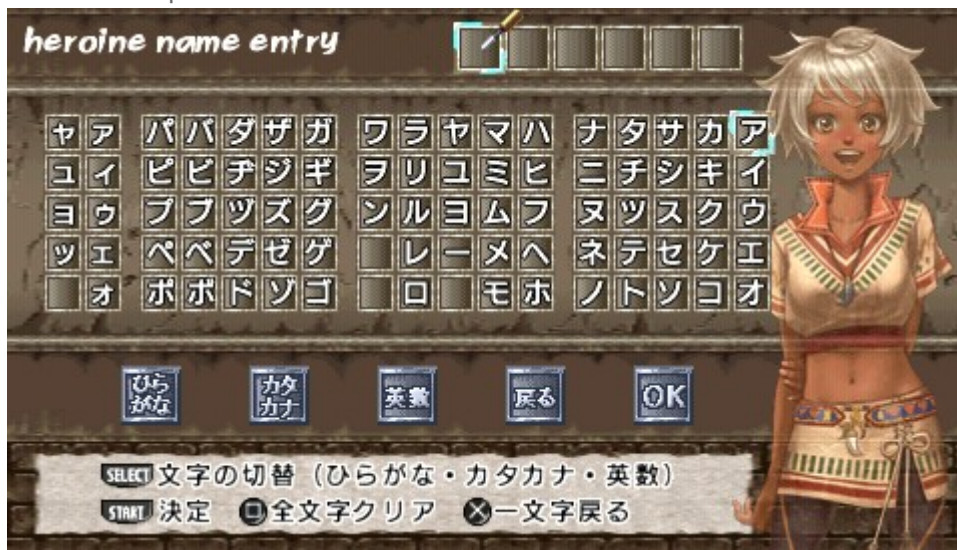 heroine name entry
ャァ パバダザガ ワラヤマハ ナタサカア
ュィ ピビヂジギ ヲリユミヒ ニチシキイ
ョゥ プブヅズグ ンルヨムフ ヌツスクウ
ッェ ペベデゼゲ レーメヘ ネテセケエ
ォ ポボドゾゴ ロモホ ノトソコオ
ひらがな カタカナ 英数 戻る OK
SELECT 文字の切替(ひらがな・カタカナ・英数)
START 決定 全文字クリア 一文字戻る